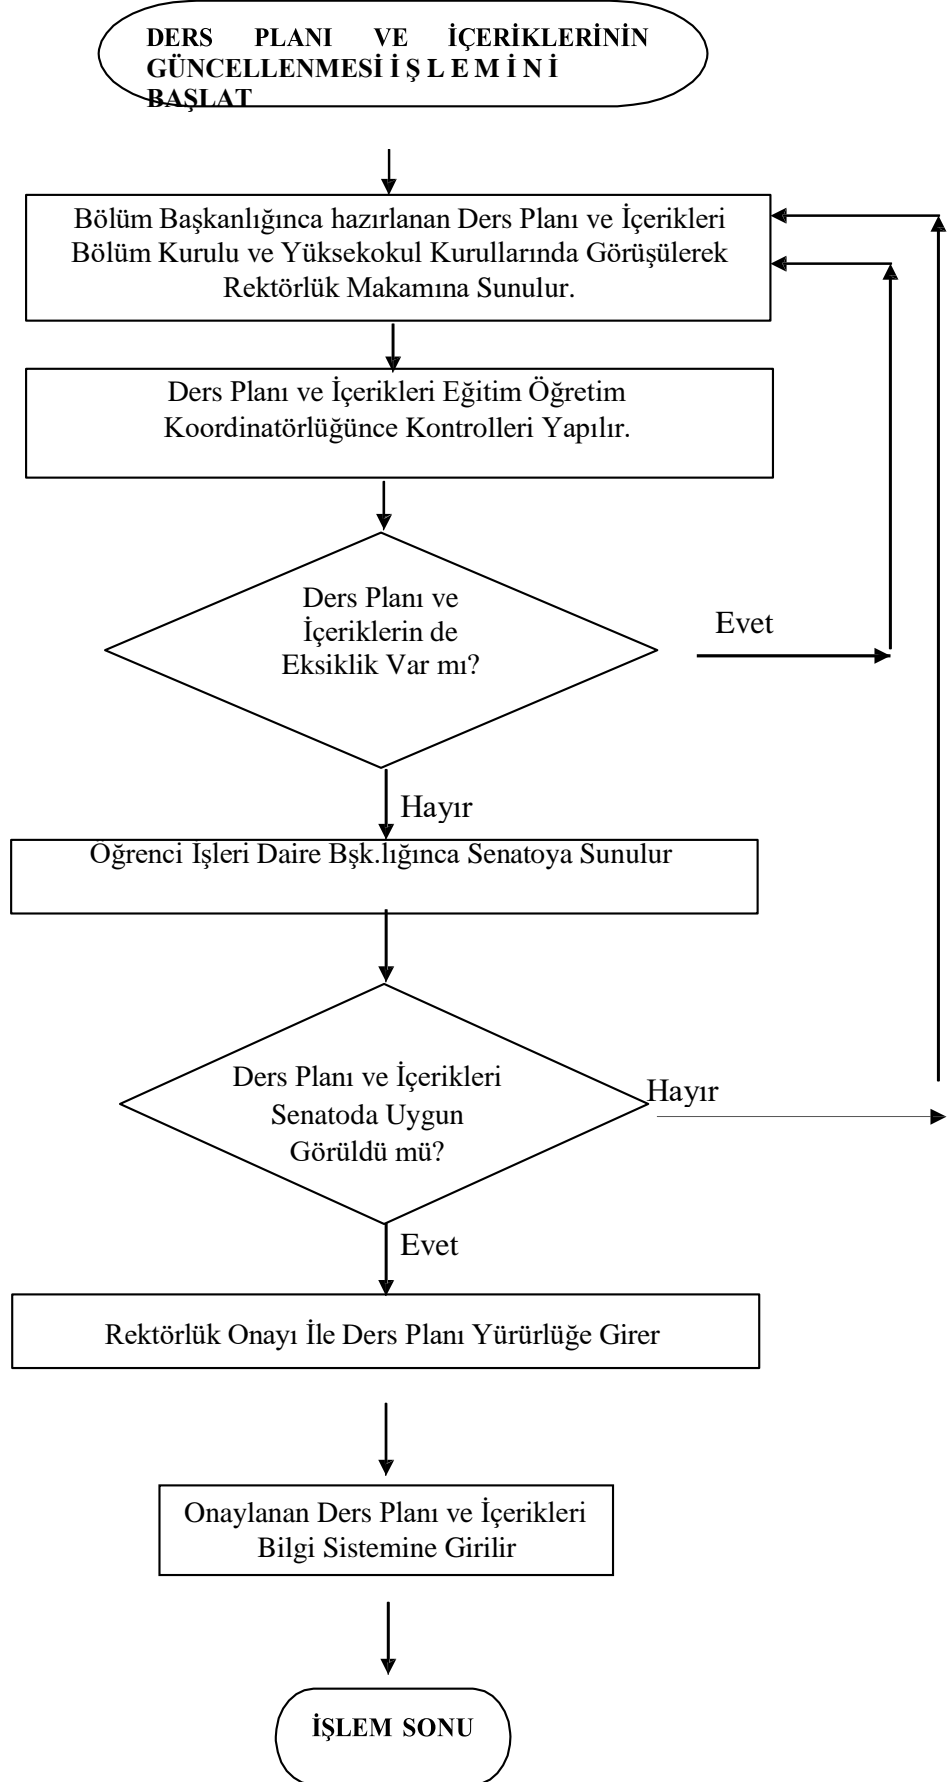 DERS PLANI VE İÇERİKLERİNİN
GÜNCELLENMESİ İ Ş L E M İ N İ
BAŞLAT
Bölüm Başkanlığınca hazırlanan Ders Planı ve İçerikleri
Bölüm Kurulu ve Yüksekokul Kurullarında Görüşülerek
Rektörlük Makamına Sunulur.
Ders Planı ve İçerikleri Eğitim Öğretim
Koordinatörlüğünce Kontrolleri Yapılır.
Ders Planı ve
İçeriklerin de
Eksiklik Var mı?
Evet
Hayır
Öğrenci İşleri Daire Bşk.lığınca Senatoya Sunulur
Ders Planı ve İçerikleri
Senatoda Uygun
Görüldü mü?
Hayır
Evet
Rektörlük Onayı İle Ders Planı Yürürlüğe Girer
Onaylanan Ders Planı ve İçerikleri
Bilgi Sistemine Girilir
İŞLEM SONU